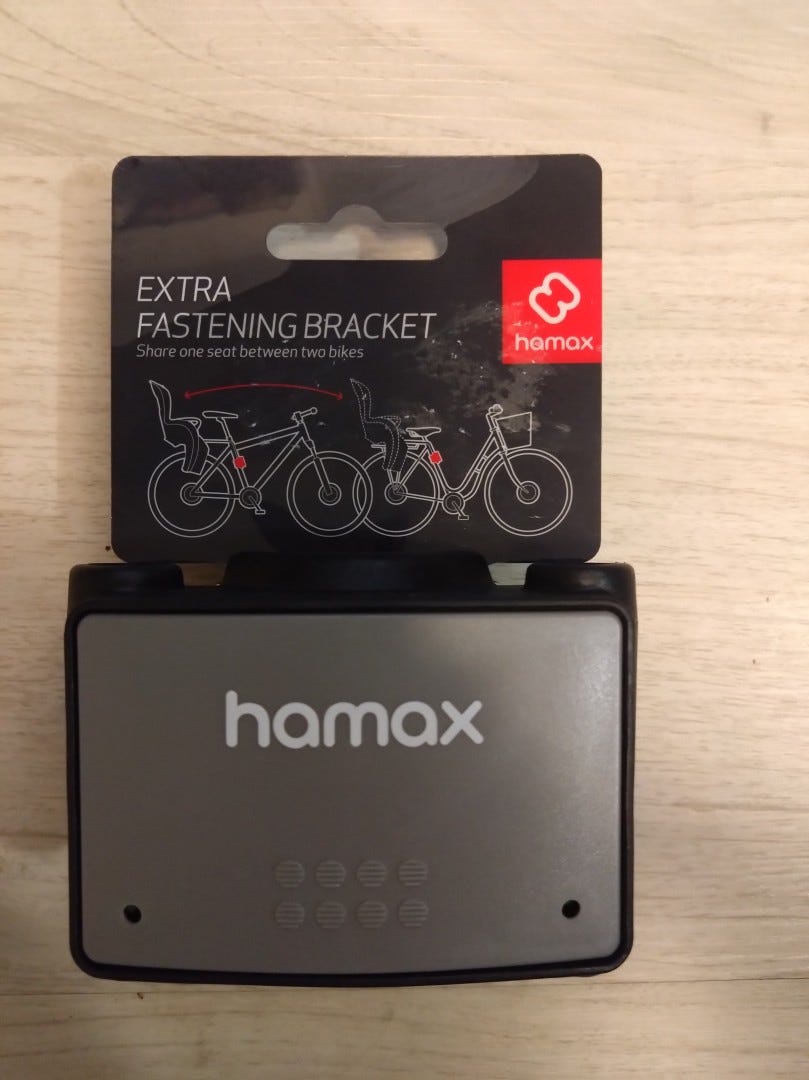 EXTRA
FASTENING BRACKET
Share one seat between two bikes
hamax
hamax